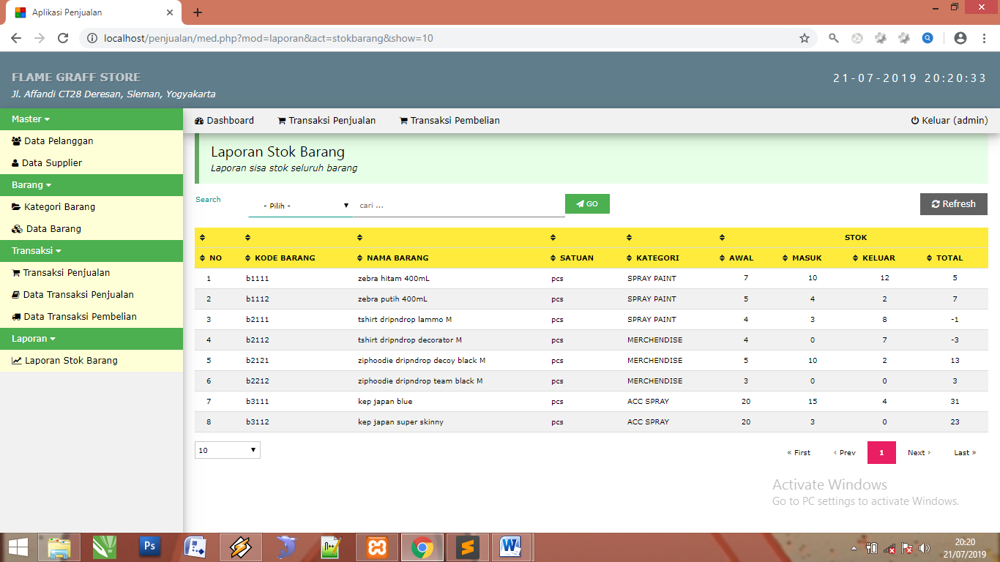 Aplikasi Penjualan
localhost/penjualan/med.php?mod=laporan&act=stokbarang&show=10
FLAME GRAFF STORE
Jl. Affandi CT28 Deresan, Sleman, Yogyakarta
21-07-2019 20:20:33
Master
Data Pelanggan
Data Supplier
Barang
Kategori Barang
Data Barang
Transaksi
Transaksi Penjualan
Data Transaksi Penjualan
Data Transaksi Pembelian
Laporan
Laporan Stok Barang
Dashboard Transaksi Penjualan Transaksi Pembelian Keluar (admin)
Laporan Stok Barang
Laporan sisa stok seluruh barang
Search - Pilih - cari ... GO Refresh
STOK
NO KODE BARANG NAMA BARANG SATUAN KATEGORI AWAL MASUK KELUAR TOTAL
1 b1111 zebra hitam 400mL pcs SPRAY PAINT 7 10 12 5
2 b1112 zebra putih 400mL pcs SPRAY PAINT 5 4 2 7
3 b2111 tshirt dripndrop lammo M pcs SPRAY PAINT 4 3 8 -1
4 b2112 tshirt dripndrop decorator M pcs MERCHENDISE 4 0 7 -3
5 b2121 ziphoodie dripndrop decoy black M pcs MERCHENDISE 5 10 2 13
6 b2212 ziphoodie dripndrop team black M pcs MERCHENDISE 3 0 0 3
7 b3111 kep japan blue pcs ACC SPRAY 20 15 4 31
8 b3112 kep japan super skinny pcs ACC SPRAY 20 3 0 23
10 « First ‹ Prev 1 Next › Last »
Activate Windows
Go to PC settings to activate Windows.
Ps
n++
W
20:20
21/07/2019